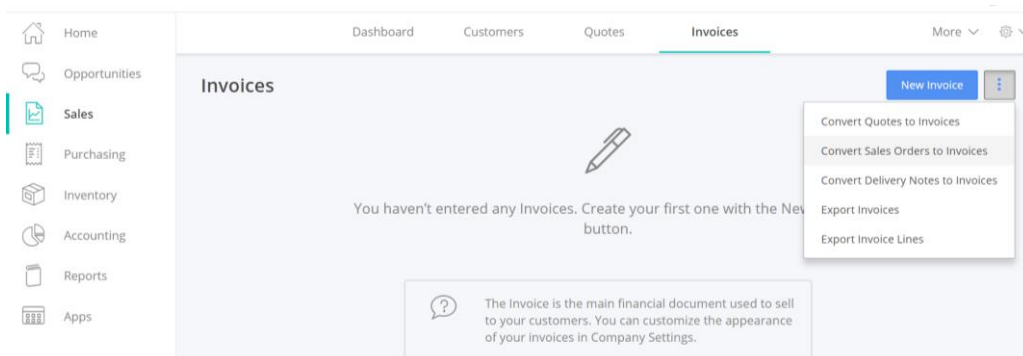 Home
Opportunities
Sales
Purchasing
Inventory
Accounting
Reports
Apps
Dashboard Customers Quotes Invoices More
Invoices
New Invoice
Convert Quotes to Invoices
Convert Sales Orders to Invoices
Convert Delivery Notes to Invoices
Export Invoices
Export Invoice Lines
You haven't entered any Invoices. Create your first one with the
button.
The Invoice is the main financial document used to sell
to your customers. You can customize the appearance
of your invoices in Company Settings.